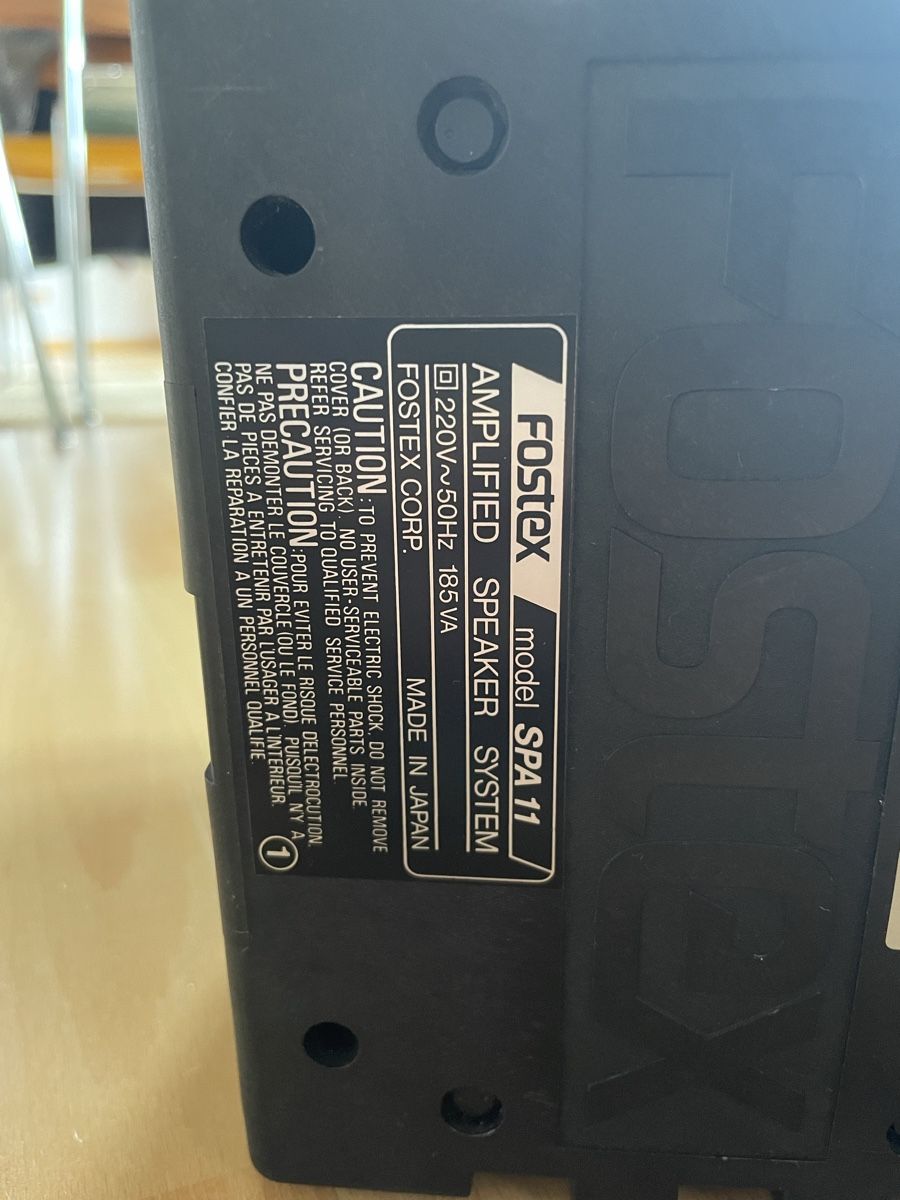 Fostex model SPA 11
AMPLIFIED SPEAKER SYSTEM
220V~50Hz 185VA
FOSTEX CORP. MADE IN JAPAN
CAUTION: TO PREVENT ELECTRIC SHOCK, DO NOT REMOVE
COVER (OR BACK). NO USER-SERVICEABLE PARTS INSIDE.
REFER SERVICING TO QUALIFIED SERVICE PERSONNEL.
PRECAUTION: POUR EVITER LE RISQUE DELECTROCUTION.
NE PAS DEMONTER LE COUVERCLE (OU LE FOND). PUISQUIL NY A
PAS DE PIECES A ENTRETENIR PAR L'USAGER A L'INTERIEUR.
CONFIER LA REPARATION A UN PERSONNEL QUALIFIE.
1
Fostex